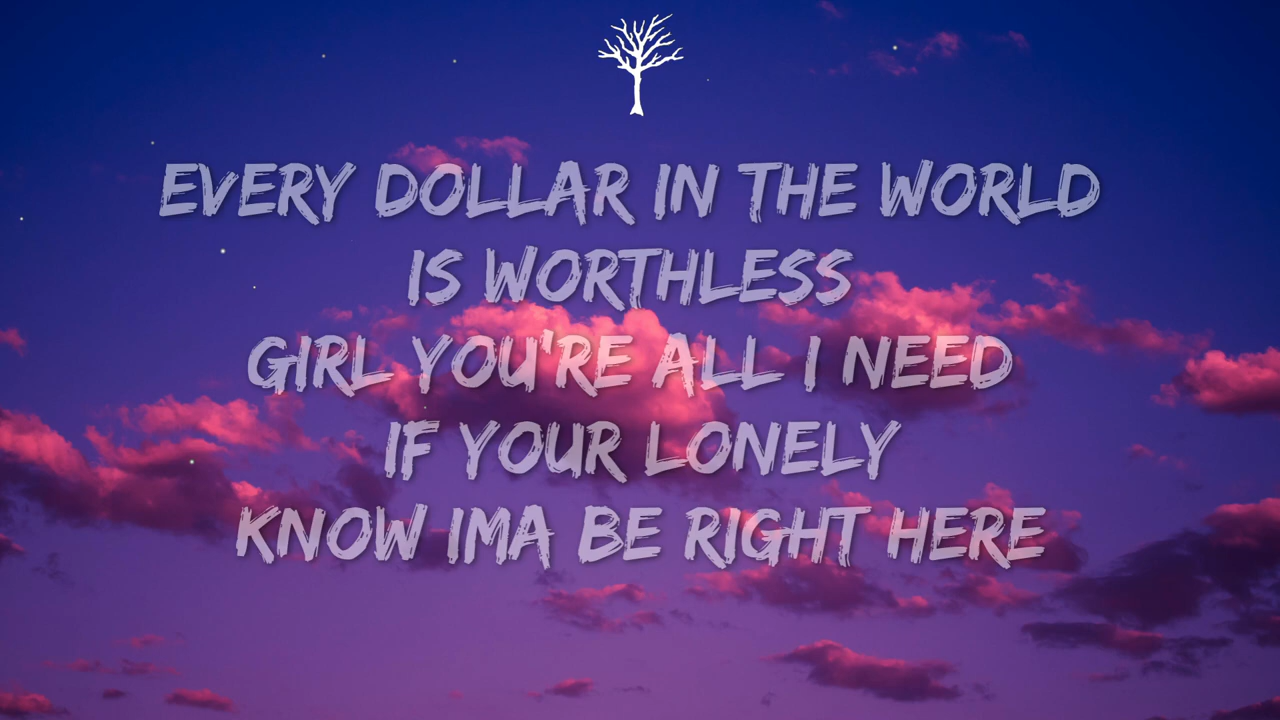 EVERY DOLLAR IN THE WORLD
IS WORTHLESS
GIRL YOU'RE ALL I NEED
IF YOUR LONELY
KNOW IMA BE RIGHT HERE